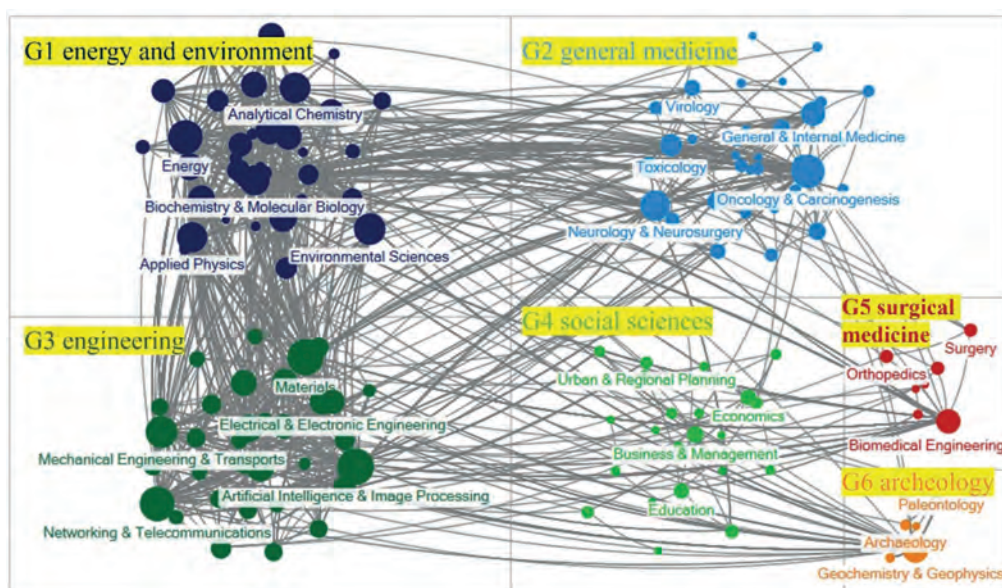 G1 energy and environment
Analytical Chemistry
Energy
Biochemistry & Molecular Biology
Applied Physics
Environmental Sciences
G2 general medicine
Virology
General & Internal Medicine
Toxicology
Oncology & Carcinogenesis
Neurology & Neurosurgery
G3 engineering
Materials
Electrical & Electronic Engineering
Mechanical Engineering & Transports
Artificial Intelligence & Image Processing
Networking & Telecommunications
G4 social sciences
Urban & Regional Planning
Economics
Business & Management
Education
G5 surgical
medicine
Surgery
Orthopedics
Biomedical Engineering
G6 archeology
Paleontology
Archaeology
Geochemistry & Geophysics